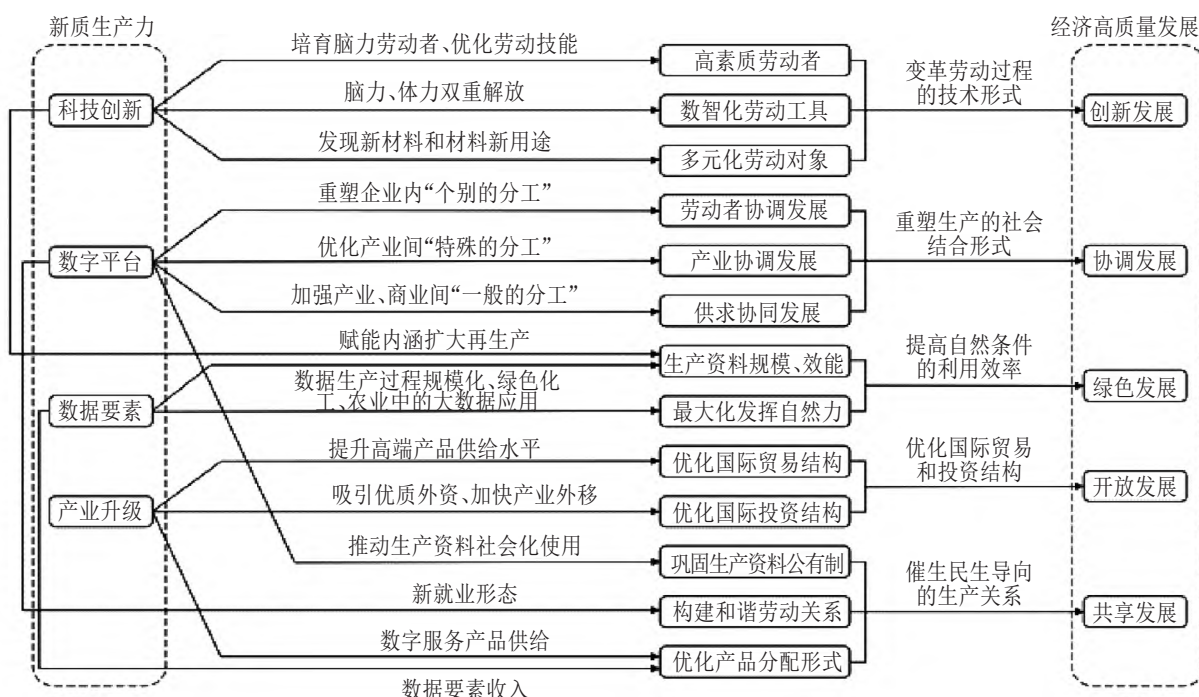 新质生产力
经济高质量发展
培育脑力劳动者、优化劳动技能
高素质劳动者
变革劳动过程
的技术形式
科技创新
脑力、体力双重解放
数智化劳动工具
创新发展
发现新材料和材料新用途
多元化劳动对象
重塑企业内“个别的分工”
劳动者协调发展
重塑生产的社会
结合形式
数字平台
优化产业间“特殊的分工”
产业协调发展
协调发展
加强产业、商业间“一般的分工”
供求协同发展
赋能内涵扩大再生产
生产资料规模、效能
提高自然条件
的利用效率
数据要素
数据生产过程规模化、绿色化
工、农业中的大数据应用
最大化发挥自然力
绿色发展
提升高端产品供给水平
优化国际贸易结构
优化国际贸易
和投资结构
产业升级
吸引优质外资、加快产业外移
优化国际投资结构
开放发展
推动生产资料社会化使用
巩固生产资料公有制
催生民生导向
的生产关系
新就业形态
构建和谐劳动关系
共享发展
数字服务产品供给
优化产品分配形式
数据要素收入